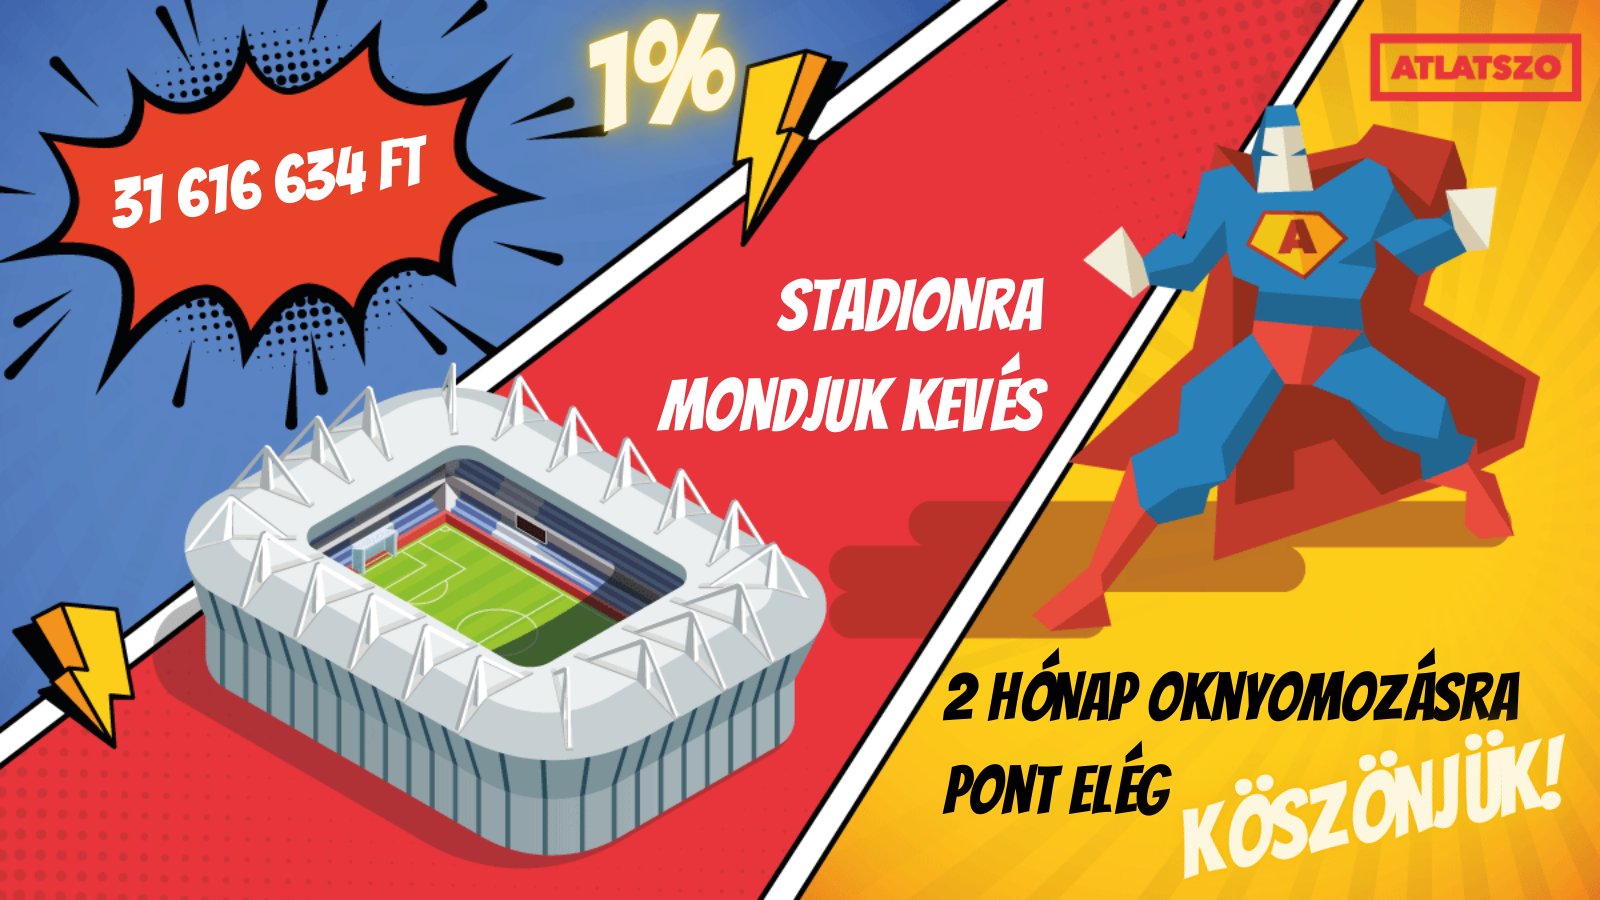 31 616 634 FT
1%
ATLATSZO
A
STADIONRA
MONDJUK KEVÉS
2 HÓNAP OKNYOMOZÁSRA
PONT ELÉG
KÖSZÖNJÜK!